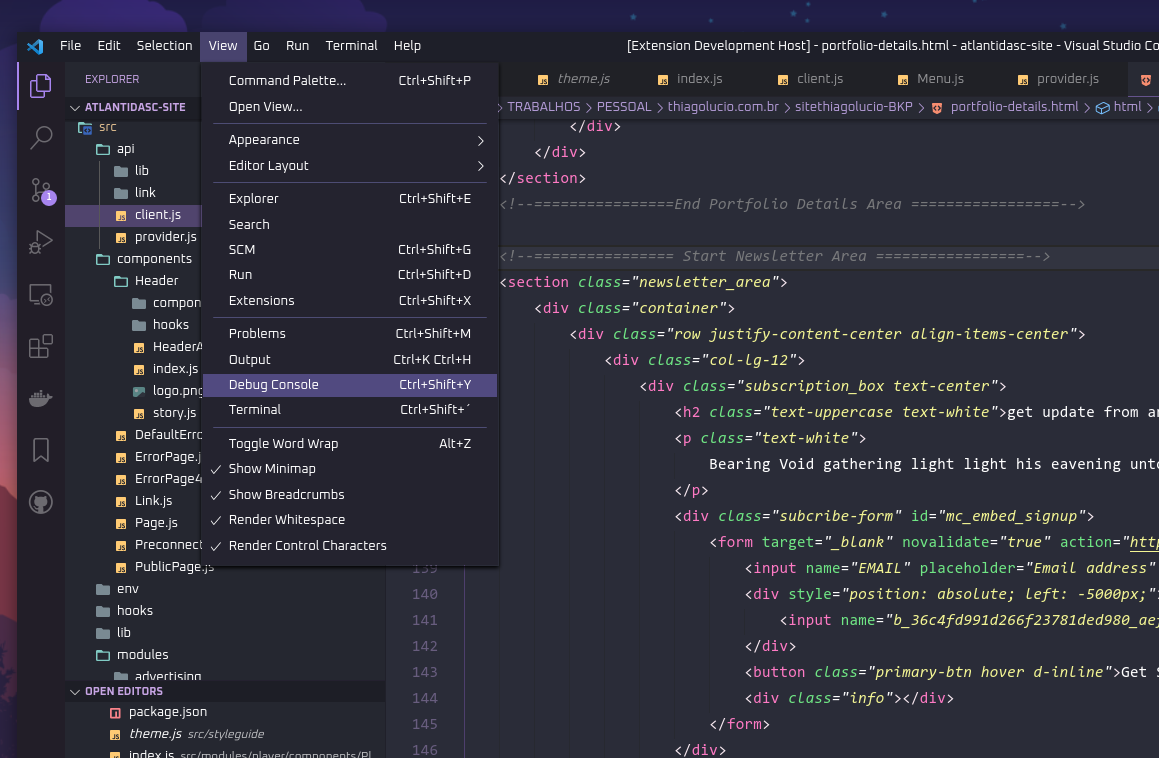 File Edit Selection View Go Run Terminal Help [Extension Development Host] - portfolio-details.html - atlantidasc-site - Visual Studio Co
EXPLORER
ATLANTIDASC-SITE
src
api
lib
link
client.js
provider.js
components
Header
compon
hooks
HeaderA
index.js
logo.png
story.js
DefaultErro
ErrorPage.j
ErrorPage4
Link.js
Page.js
Preconnect
PublicPage.js
env
hooks
lib
modules
advertising
OPEN EDITORS
package.json
theme.js src/styleguide
index.js src/modules/player/components/Pl
1
Command Palette... Ctrl+Shift+P
Open View...
Appearance
Editor Layout
Explorer Ctrl+Shift+E
Search
SCM Ctrl+Shift+G
Run Ctrl+Shift+D
Extensions Ctrl+Shift+X
Problems Ctrl+Shift+M
Output Ctrl+K Ctrl+H
Debug Console Ctrl+Shift+Y
Terminal Ctrl+Shift+´
Toggle Word Wrap Alt+Z
Show Minimap
Show Breadcrumbs
Render Whitespace
Render Control Characters
theme.js index.js client.js Menu.js provider.js
TRABALHOS > PESSOAL > thiagolucio.com.br > sitethiagolucio-BKP > portfolio-details.html > html >
</div>
</div>
</section>
<!--================End Portfolio Details Area =================-->
<!--================ Start Newsletter Area =================-->
<section class="newsletter_area">
<div class="container">
<div class="row justify-content-center align-items-center">
<div class="col-lg-12">
<div class="subscription_box text-center">
<h2 class="text-uppercase text-white">get update from an
<p class="text-white">
Bearing Void gathering light light his eavening unto
</p>
<div class="subcribe-form" id="mc_embed_signup">
<form target="_blank" novalidate="true" action="http
139 <input name="EMAIL" placeholder="Email address"
140 <div style="position: absolute; left: -5000px;"
141 <input name="b_36c4fd991d266f23781ded980_aef
142 </div>
143 <button class="primary-btn hover d-inline">Get S
144 <div class="info"></div>
145 </form>
146 </div>